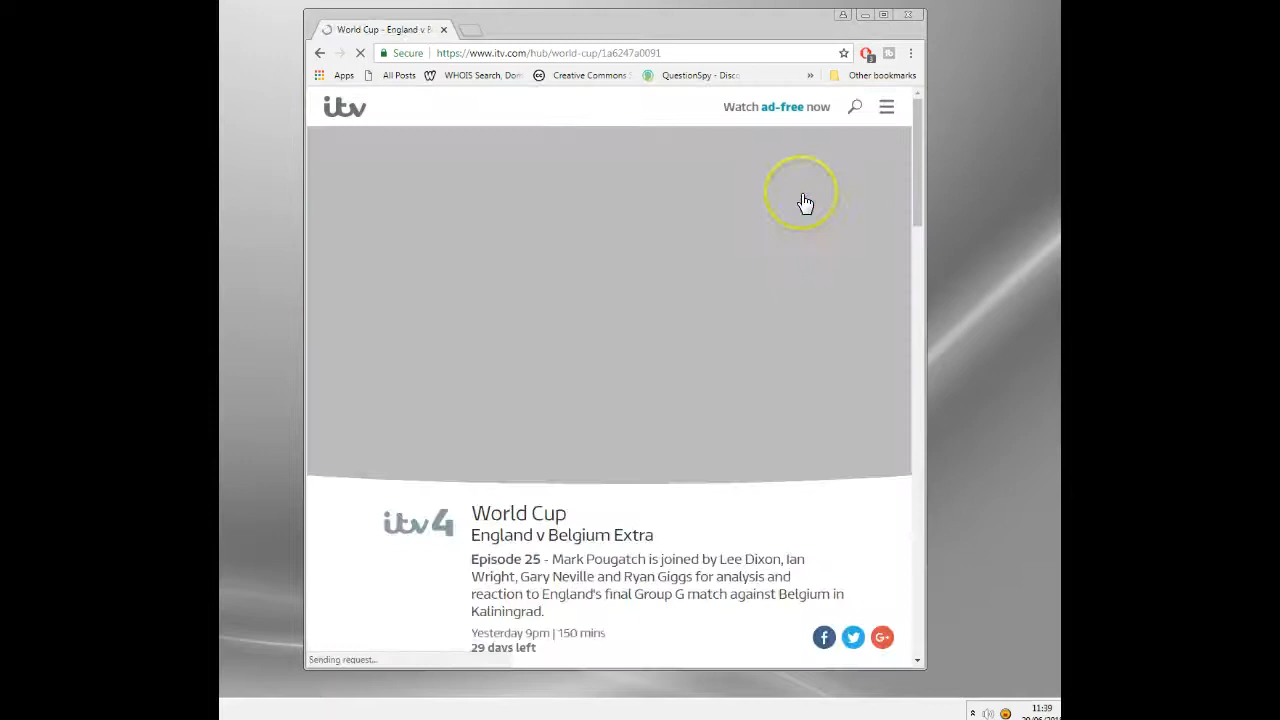 World Cup - England v B
Secure https://www.itv.com/hub/world-cup/1a6247a0091
3
Apps All Posts WHOIS Search, Dom Creative Commons QuestionSpy - Disc » Other bookmarks
itv Watch ad-free now
itv4
World Cup
England v Belgium Extra
Episode 25 - Mark Pougatch is joined by Lee Dixon, Ian
Wright, Gary Neville and Ryan Giggs for analysis and
reaction to England's final Group G match against Belgium in
Kaliningrad.
Yesterday 9pm | 150 mins
29 days left
Sending request...
11:39